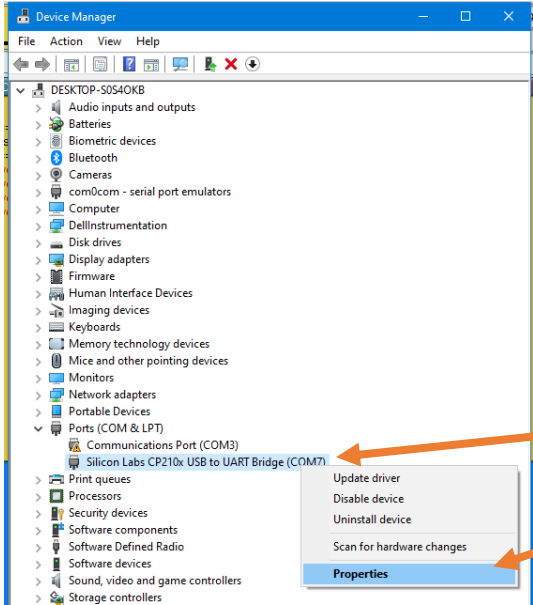 Device Manager
File Action View Help
DESKTOP-S0S4OKB
Audio inputs and outputs
Batteries
Biometric devices
Bluetooth
Cameras
com0com - serial port emulators
Computer
DellInstrumentation
Disk drives
Display adapters
Firmware
Human Interface Devices
Imaging devices
Keyboards
Memory technology devices
Mice and other pointing devices
Monitors
Network adapters
Portable Devices
Ports (COM & LPT)
Communications Port (COM3)
Silicon Labs CP210x USB to UART Bridge (COM7)
Print queues
Processors
Security devices
Software components
Software Defined Radio
Software devices
Sound, video and game controllers
Storage controllers
Update driver
Disable device
Uninstall device
Scan for hardware changes
Properties